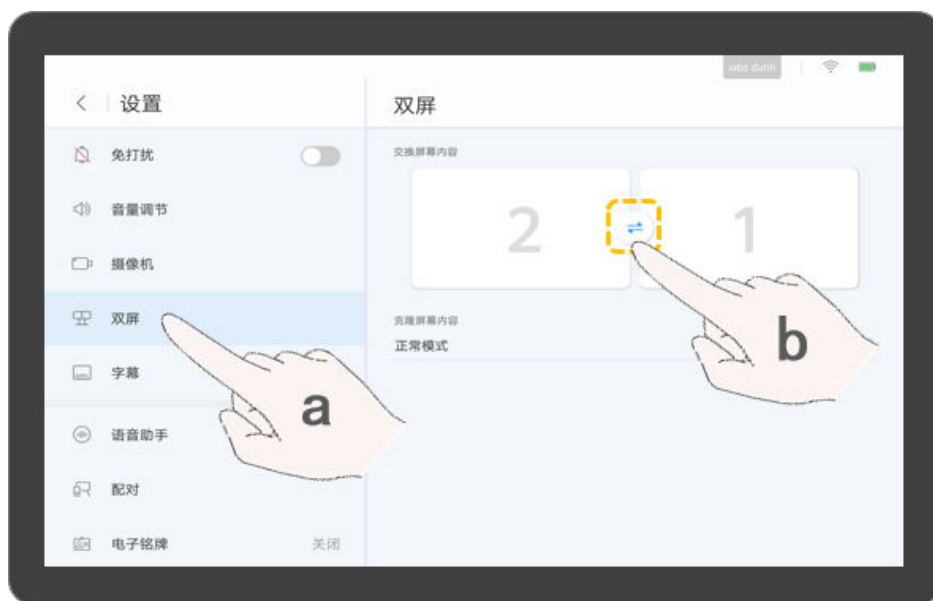 设置
双屏
免打扰
交换屏幕内容
音量调节
2
1
摄像机
双屏
克隆屏幕内容
正常模式
b
字幕
a
语音助手
配对
电子铭牌
关闭